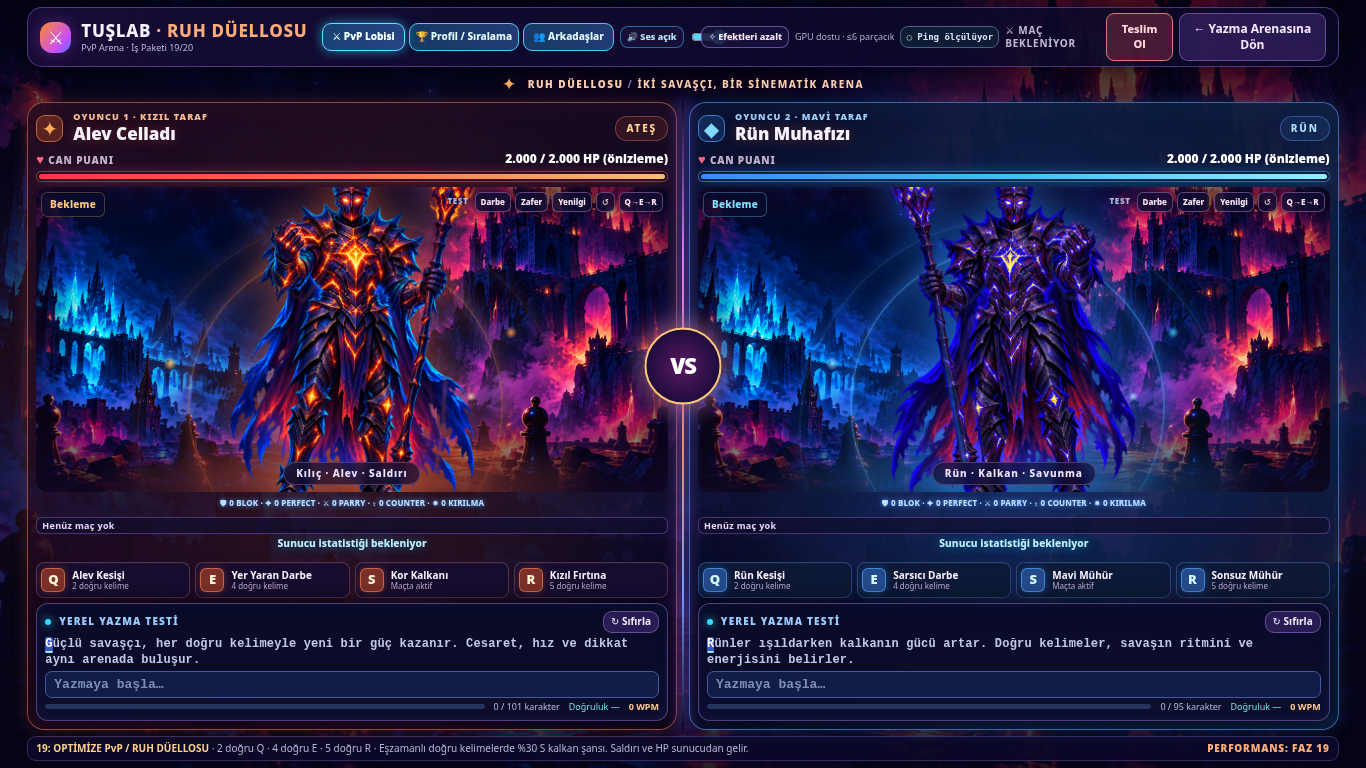 TUŞLAB · RUH DÜELLOSU
PvP Arena · İş Paketi 19/20
⚔ PvP Lobisi
🏆 Profil / Sıralama
👥 Arkadaşlar
🔊 Ses açık
✧ Efektleri azalt
GPU dostu · ≤6 parçacık
○ Ping ölçülüyor
⚔ MAÇ BEKLENİYOR
Teslim Ol
← Yazma Arenasına Dön
✦ RUH DÜELLOSU / İKİ SAVAŞÇI, BİR SİNEMATİK ARENA
OYUNCU 1 · KIZIL TARAF
Alev Celladı
ATEŞ
♥ CAN PUANI
2.000 / 2.000 HP (önizleme)
Bekleme
TEST Darbe Zafer Yenilgi ↺ Q→E→R
Kılıç · Alev · Saldırı
0 BLOK · ✦ 0 PERFECT · ⚔ 0 PARRY · 0 COUNTER · 0 KIRILMA
Henüz maç yok
Sunucu istatistiği bekleniyor
Q Alev Kesişi
2 doğru kelime
E Yer Yaran Darbe
4 doğru kelime
S Kor Kalkanı
Maçta aktif
R Kızıl Fırtına
5 doğru kelime
YEREL YAZMA TESTİ
↻ Sıfırla
Güçlü savaşçı, her doğru kelimeyle yeni bir güç kazanır. Cesaret, hız ve dikkat
aynı arenada buluşur.
Yazmaya başla…
0 / 101 karakter Doğruluk — 0 WPM
VS
OYUNCU 2 · MAVİ TARAF
Rün Muhafızı
RÜN
♥ CAN PUANI
2.000 / 2.000 HP (önizleme)
Bekleme
TEST Darbe Zafer Yenilgi ↺ Q→E→R
Rün · Kalkan · Savunma
0 BLOK · ✦ 0 PERFECT · ⚔ 0 PARRY · 0 COUNTER · 0 KIRILMA
Henüz maç yok
Sunucu istatistiği bekleniyor
Q Rün Kesişi
2 doğru kelime
E Sarsıcı Darbe
4 doğru kelime
S Mavi Mühür
Maçta aktif
R Sonsuz Mühür
5 doğru kelime
YEREL YAZMA TESTİ
↻ Sıfırla
Rünler ışıldarken kalkanın gücü artar. Doğru kelimeler, savaşın ritmini ve
enerjisini belirler.
Yazmaya başla…
0 / 95 karakter Doğruluk — 0 WPM
19: OPTİMİZE PvP / RUH DÜELLOSU · 2 doğru Q · 4 doğru E · 5 doğru R · Eşzamanlı doğru kelimelerde %30 S kalkan şansı. Saldırı ve HP sunucudan gelir.
PERFORMANS: FAZ 19